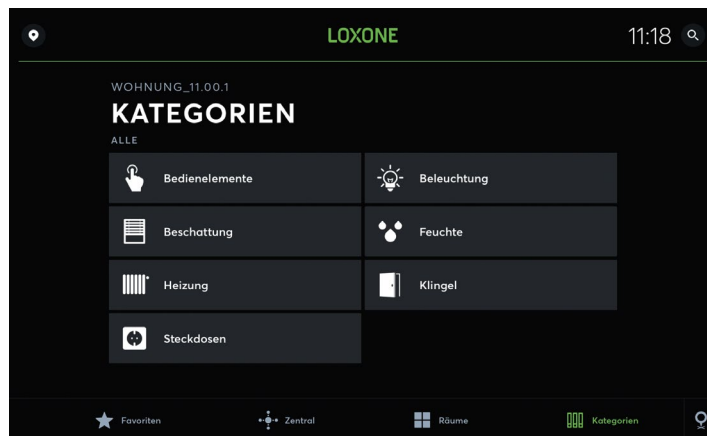 LOXONE
11:18
WOHNUNG_11.00.1
KATEGORIEN
ALLE
Bedienelemente
Beleuchtung
Beschattung
Feuchte
Heizung
Klingel
Steckdosen
Favoriten
Zentral
Räume
Kategorien